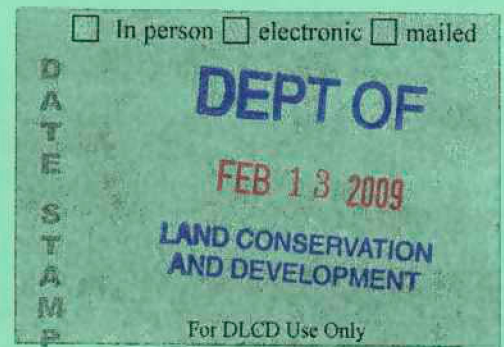 ☐ In person ☐ electronic ☐ mailed
DATE STAMP
DEPT OF
FEB 13 2009
LAND CONSERVATION
AND DEVELOPMENT
For DLCD Use Only